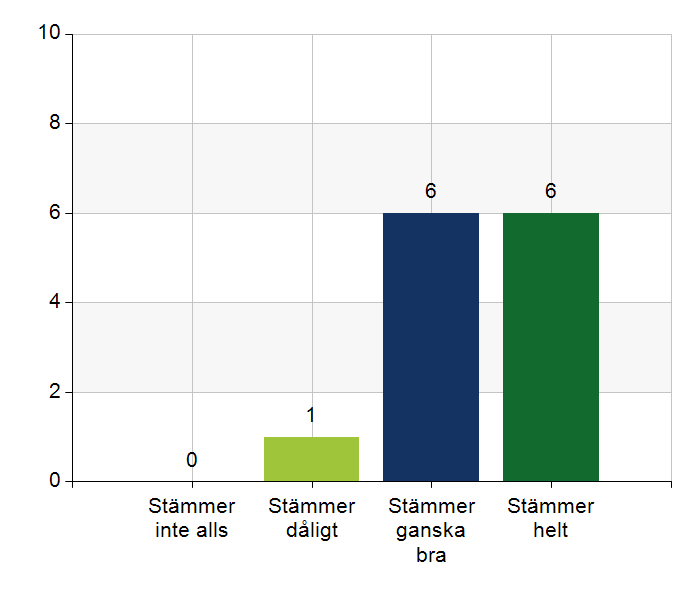 10
8
6
4
2
0
0
1
6
6
Stämmer
inte alls
Stämmer
dåligt
Stämmer
ganska
bra
Stämmer
helt